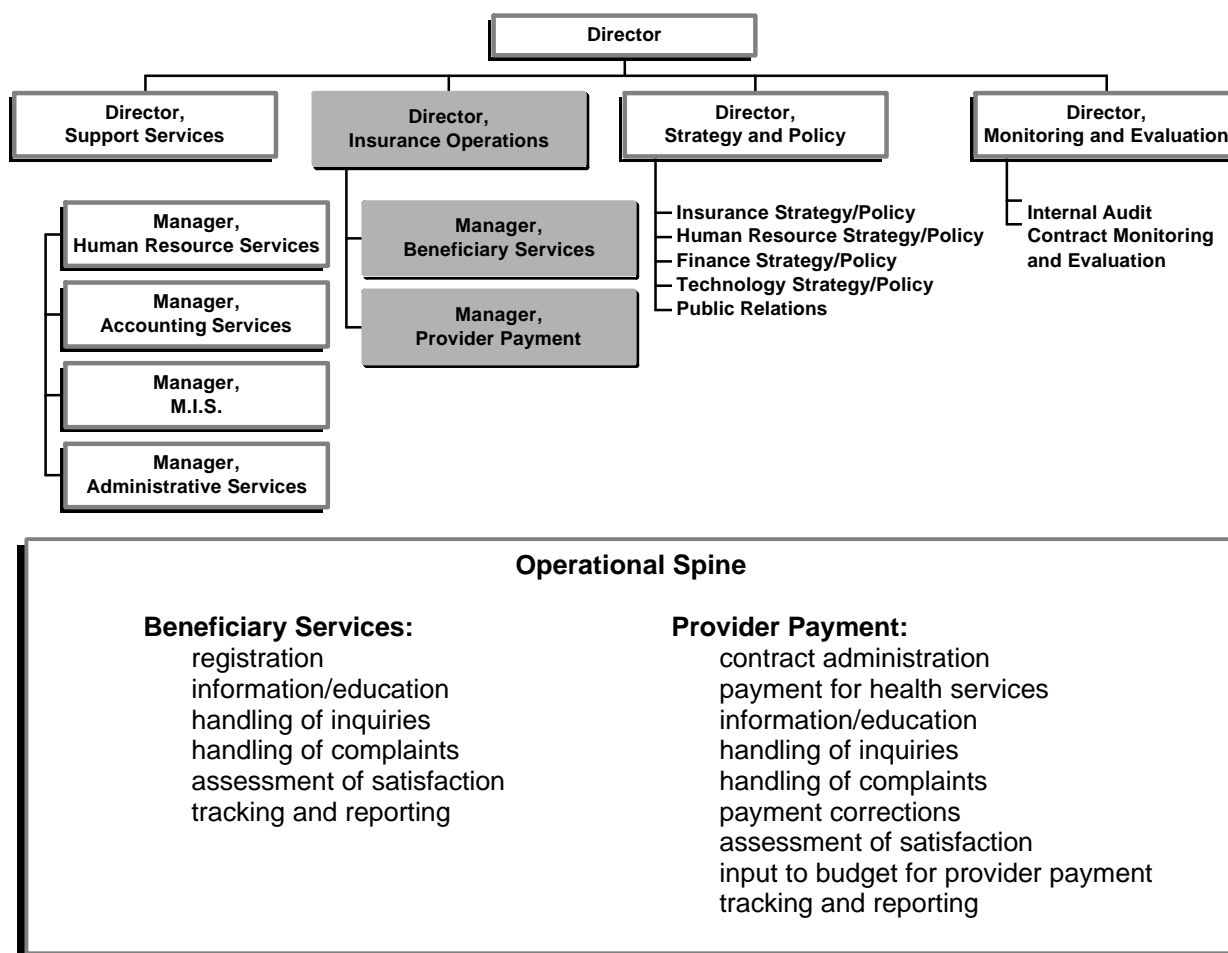 Director
Director,
Support Services
Director,
Insurance Operations
Director,
Strategy and Policy
Director,
Monitoring and Evaluation
Manager,
Human Resource Services
Manager,
Accounting Services
Manager,
M.I.S.
Manager,
Administrative Services
Manager,
Beneficiary Services
Manager,
Provider Payment
Insurance Strategy/Policy
Human Resource Strategy/Policy
Finance Strategy/Policy
Technology Strategy/Policy
Public Relations
Internal Audit
Contract Monitoring
and Evaluation
Operational Spine
Beneficiary Services:
registration
information/education
handling of inquiries
handling of complaints
assessment of satisfaction
tracking and reporting
Provider Payment:
contract administration
payment for health services
information/education
handling of inquiries
handling of complaints
payment corrections
assessment of satisfaction
input to budget for provider payment
tracking and reporting